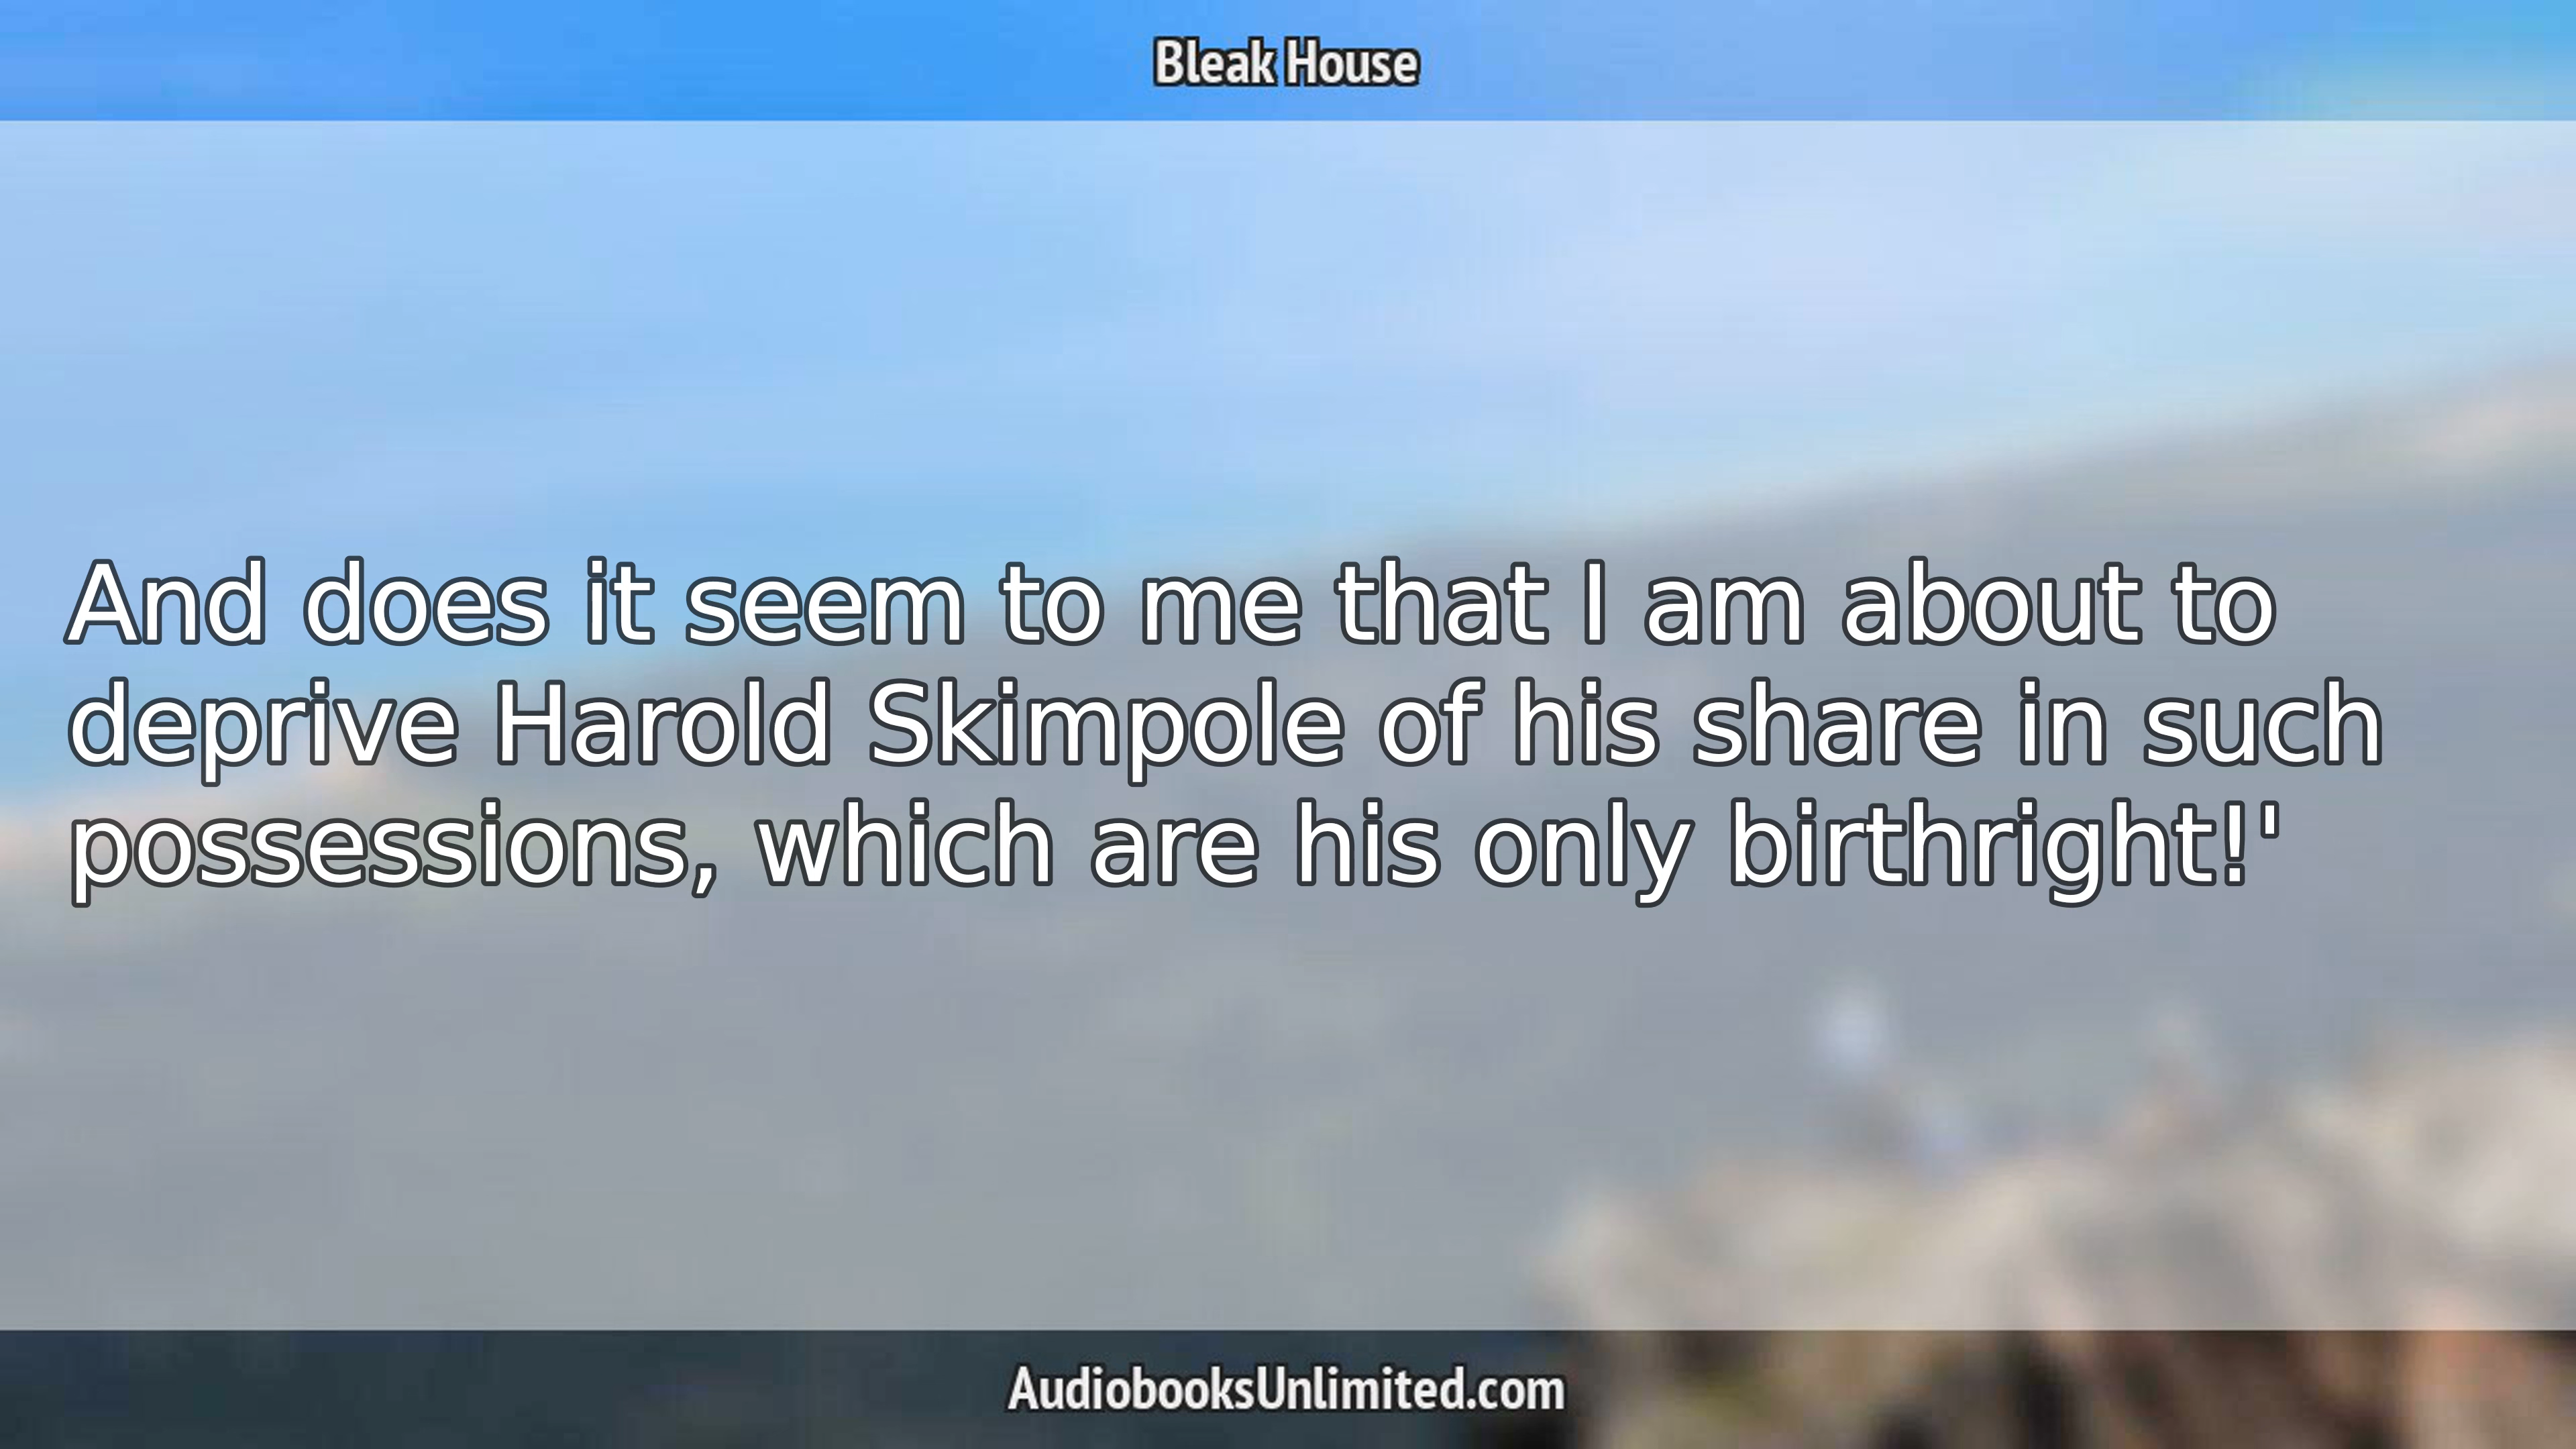 Bleak House
And does it seem to me that I am about to
deprive Harold Skimpole of his share in such
possessions, which are his only birthright!'
AudiobooksUnlimited.com